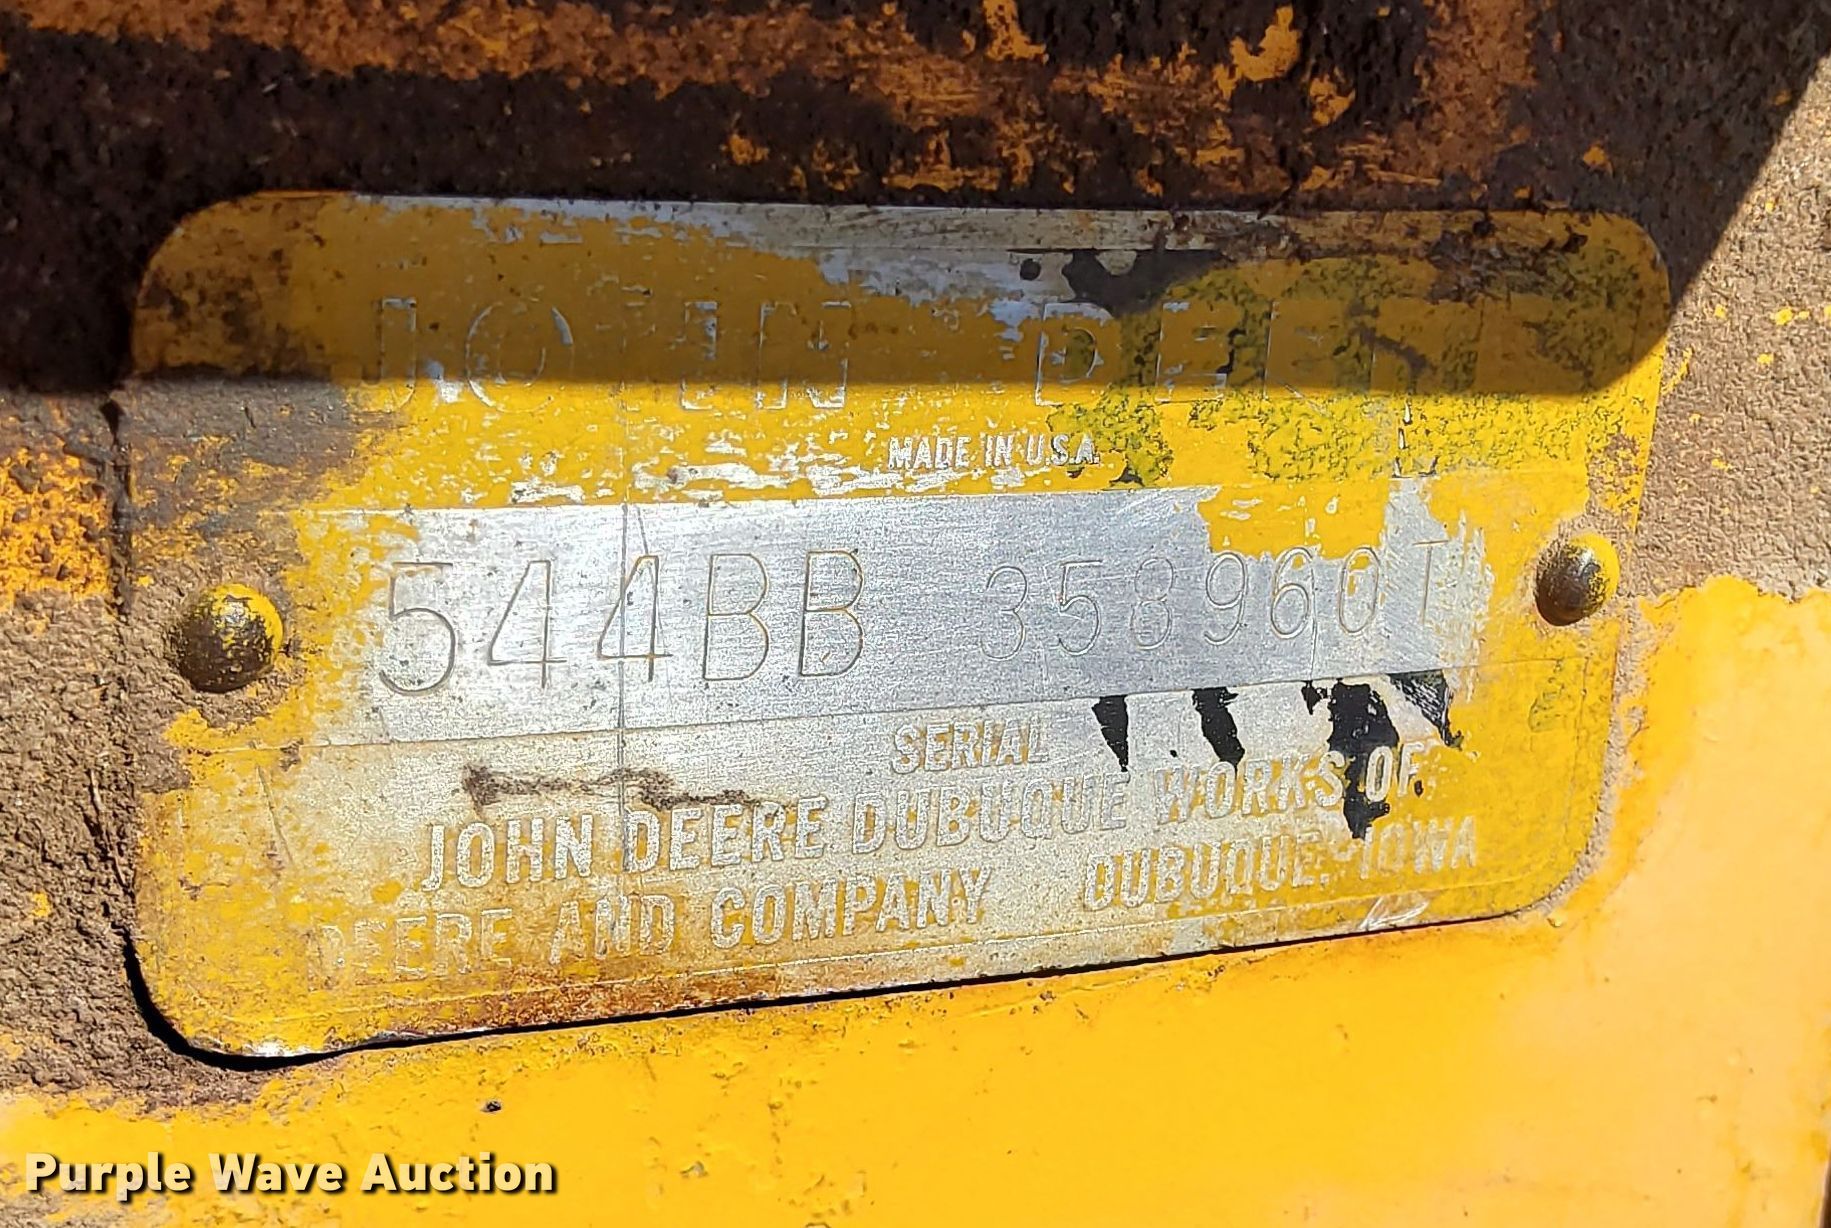 JOHN DEERE
MADE IN U.S.A.
544BB 358960T
SERIAL
JOHN DEERE DUBUQUE WORKS OF
DEERE AND COMPANY DUBUQUE, IOWA
Purple Wave Auction